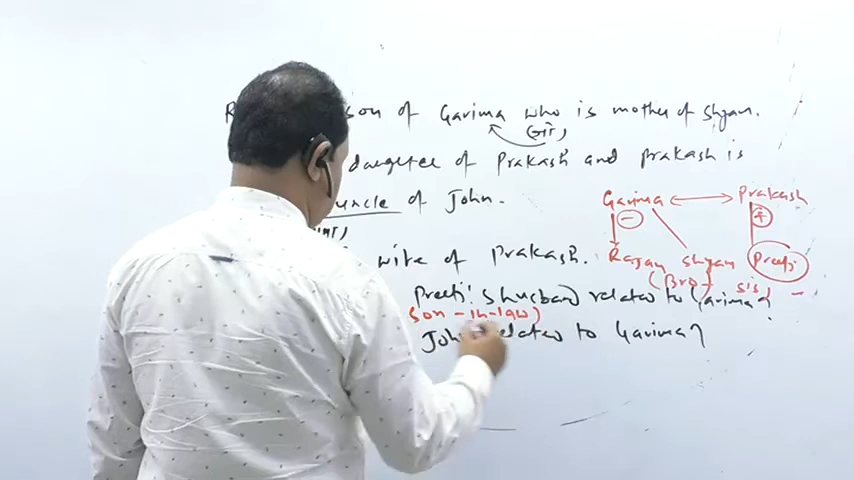 son of Garima who is mother of Shyam.
daughter of Prakash and Prakash is
uncle of John.
Garima Prakash
− +
Rajan Shyam Preeti
(Bro sis)
wife of Prakash.
Preeti's husband related to Garima?
Son-in-law)
John related to Garima?